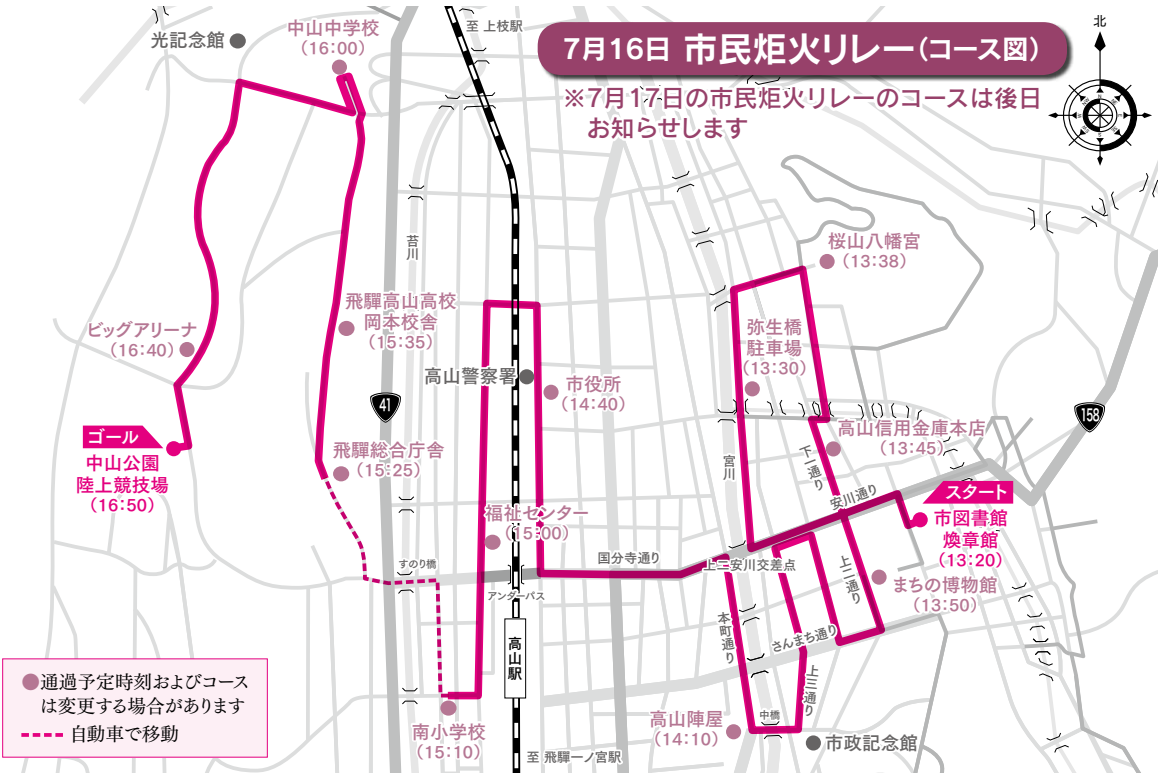 7月16日 市民炬火リレー(コース図)
※7月17日の市民炬火リレーのコースは後日
お知らせします
北
光記念館
中山中学校
(16:00)
至 上枝駅
苔川
桜山八幡宮
(13:38)
飛騨高山高校
岡本校舎
(15:35)
ビッグアリーナ
(16:40)
弥生橋
駐車場
(13:30)
高山警察署
市役所
(14:40)
41
158
ゴール
中山公園
陸上競技場
(16:50)
飛騨総合庁舎
(15:25)
高山信用金庫本店
(13:45)
宮川
下一通り
安川通り
スタート
市図書館
煥章館
(13:20)
福祉センター
(15:00)
国分寺通り
上二安川交差点
すのり橋
アンダーパス
上二通り
まちの博物館
(13:50)
本町通り
さんまち通り
上三通り
高山駅
中橋
高山陣屋
(14:10)
市政記念館
南小学校
(15:10)
至 飛騨一ノ宮駅
通過予定時刻およびコース
は変更する場合があります
自動車で移動